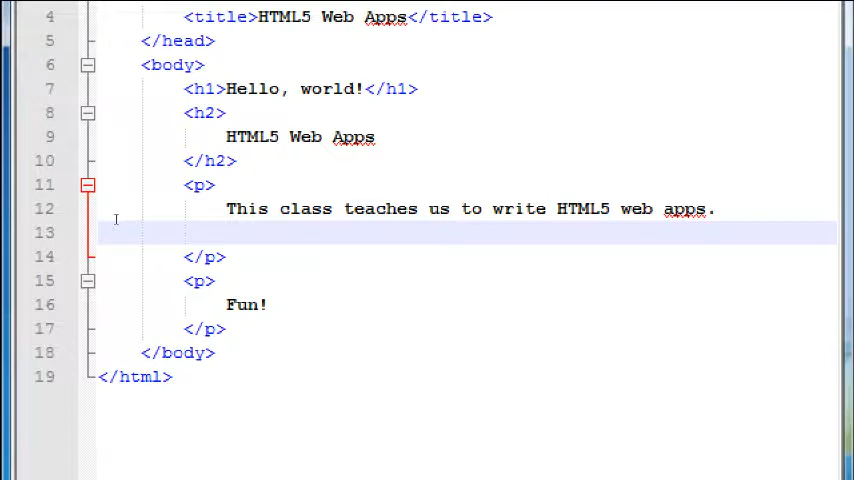 4 <title>HTML5 Web Apps</title>
5 </head>
6 <body>
7 <h1>Hello, world!</h1>
8 <h2>
9 HTML5 Web Apps
10 </h2>
11 <p>
12 This class teaches us to write HTML5 web apps.
13
14 </p>
15 <p>
16 Fun!
17 </p>
18 </body>
19 </html>